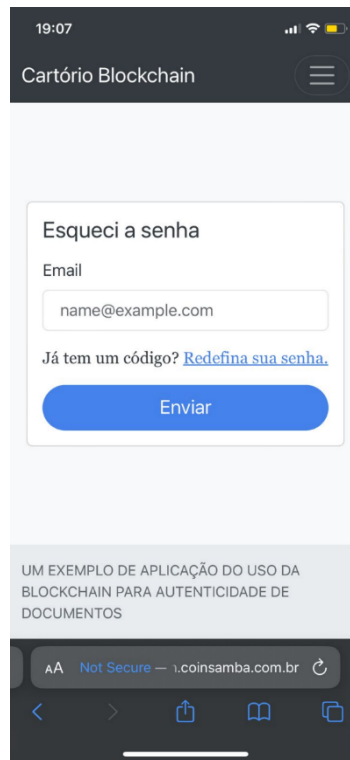 19:07
Cartório Blockchain
Esqueci a senha
Email
name@example.com
Já tem um código? Redefina sua senha.
Enviar
UM EXEMPLO DE APLICAÇÃO DO USO DA
BLOCKCHAIN PARA AUTENTICIDADE DE
DOCUMENTOS
AA Not Secure — n.coinsamba.com.br